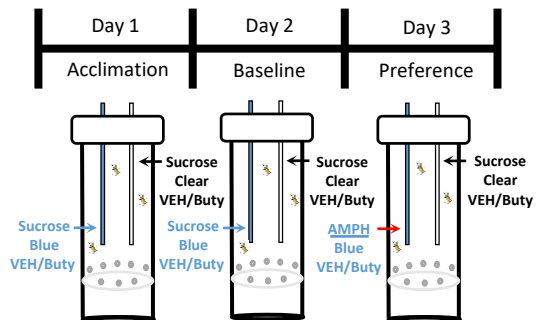 Day 1
Day 2
Day 3
Acclimation
Baseline
Preference
Sucrose
Clear
VEH/Buty
Sucrose
Blue
VEH/Buty
Sucrose
Clear
VEH/Buty
Sucrose
Blue
VEH/Buty
Sucrose
Clear
VEH/Buty
AMPH
Blue
VEH/Buty